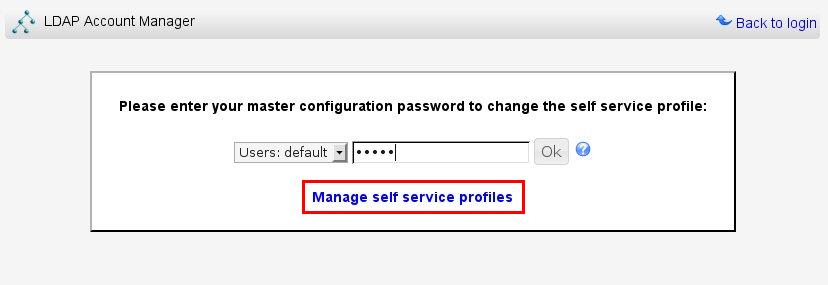 LDAP Account Manager
Back to login
Please enter your master configuration password to change the self service profile:
Users: default
•••••
Ok
?
Manage self service profiles